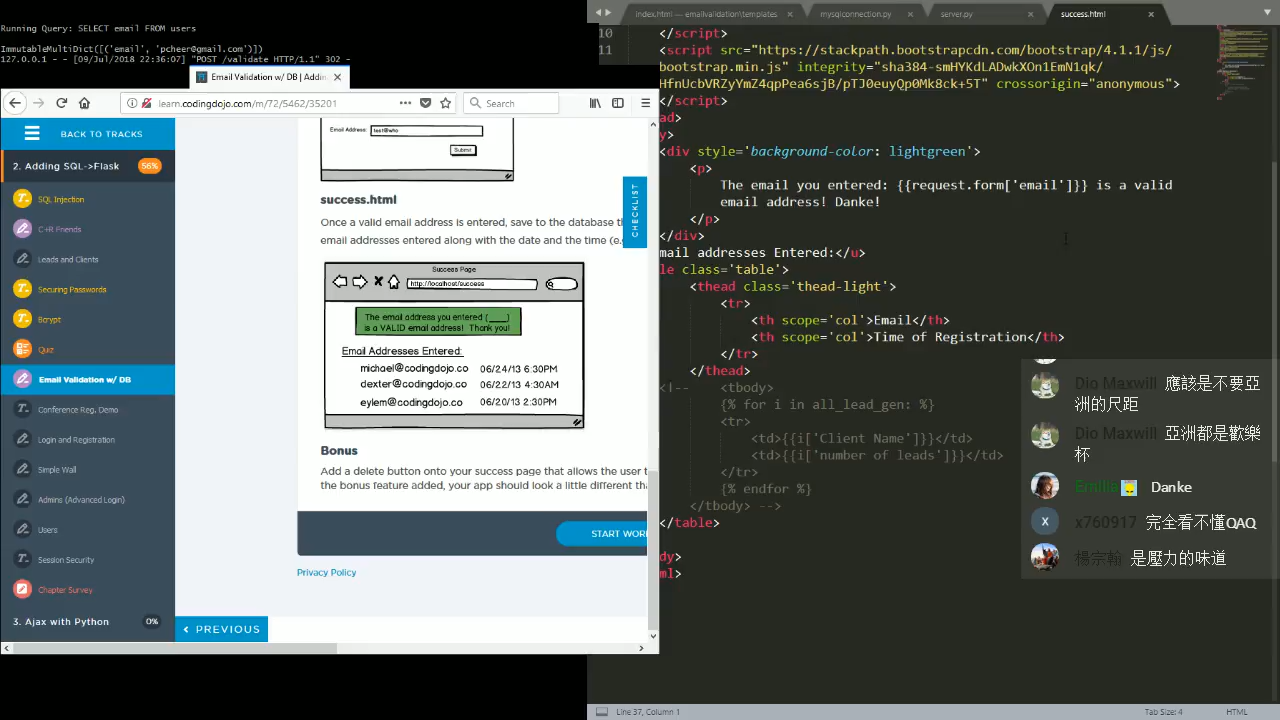 Running Query: SELECT email FROM users
ImmutableMultiDict([('email', 'pcheer@gmail.com')])
127.0.0.1 - - [09/Jul/2018 22:36:07] "POST /validate HTTP/1.1" 302 -
Email Validation w/ DB | Addin
learn.codingdojo.com/m/72/5462/35201
Search
BACK TO TRACKS
2. Adding SQL->Flask 56%
SQL Injection
C+R Friends
Leads and Clients
Securing Passwords
Bcrypt
Quiz
Email Validation w/ DB
Conference Reg. Demo
Login and Registration
Simple Wall
Admins (Advanced Login)
Users
Session Security
Chapter Survey
3. Ajax with Python 0%
Email Address: test@who
Submit
CHECKLIST
success.html
Once a valid email address is entered, save to the database th
email addresses entered along with the date and the time (e.
Success Page
http://localhost/success
The email address you entered (____)
is a VALID email address! Thank you!
Email Addresses Entered:
michael@codingdojo.co 06/24/13 6:30PM
dexter@codingdojo.co 06/22/13 4:30AM
eylem@codingdojo.co 06/20/13 2:30PM
Bonus
Add a delete button onto your success page that allows the user t
the bonus feature added, your app should look a little different tha
START WOR
Privacy Policy
PREVIOUS
index.html — emailvalidation\templates
mysqlconnection.py
server.py
success.html
10 </script>
11 <script src="https://stackpath.bootstrapcdn.com/bootstrap/4.1.1/js/
bootstrap.min.js" integrity="sha384-smHYKdLADwkXOn1EmN1qk/
HfnUcbVRZyYmZ4qpPea6sjB/pTJ0euyQp0Mk8ck+5T" crossorigin="anonymous">
</script>
ad>
y>
<div style='background-color: lightgreen'>
<p>
The email you entered: {{request.form['email']}} is a valid
email address! Danke!
</p>
</div>
mail addresses Entered:</u>
le class='table'>
<thead class='thead-light'>
<tr>
<th scope='col'>Email</th>
<th scope='col'>Time of Registration</th>
</tr>
</thead>
<!-- <tbody>
{% for i in all_lead_gen: %}
<tr>
<td>{{i['Client Name']}}</td>
<td>{{i['number of leads']}}</td>
</tr>
{% endfor %}
</tbody> -->
</table>
dy>
ml>
Dio Maxwill 應該是不要亞
洲的尺距
Dio Maxwill 亞洲都是歡樂
杯
Emilia Danke
X x760917 完全看不懂QAQ
楊宗翰 是壓力的味道
Line 37, Column 1
Tab Size: 4
HTML